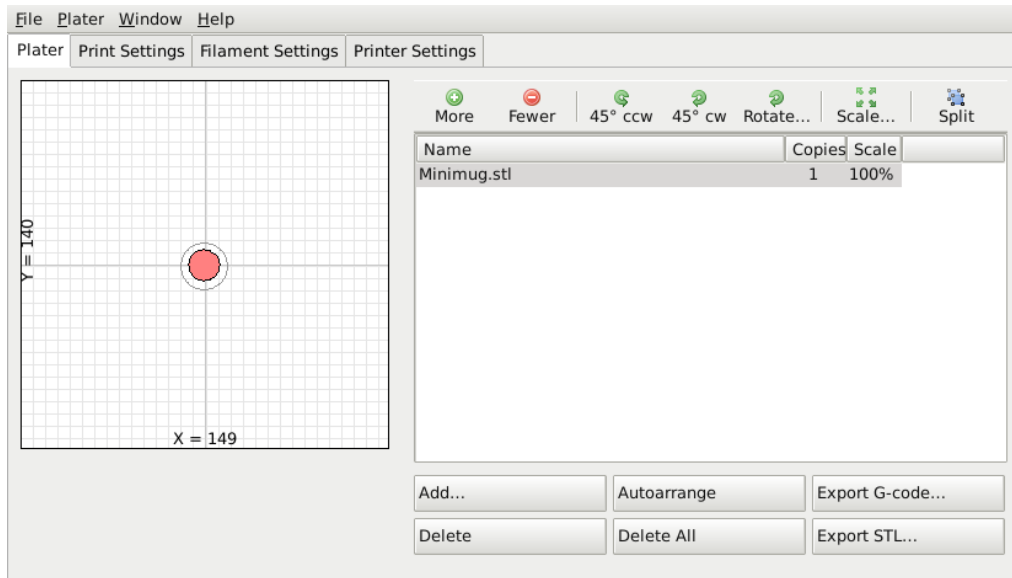 File Plater Window Help
Plater Print Settings Filament Settings Printer Settings
More Fewer 45° ccw 45° cw Rotate... Scale... Split
Name Copies Scale
Minimug.stl 1 100%
Y = 140
X = 149
Add... Autoarrange Export G-code...
Delete Delete All Export STL...